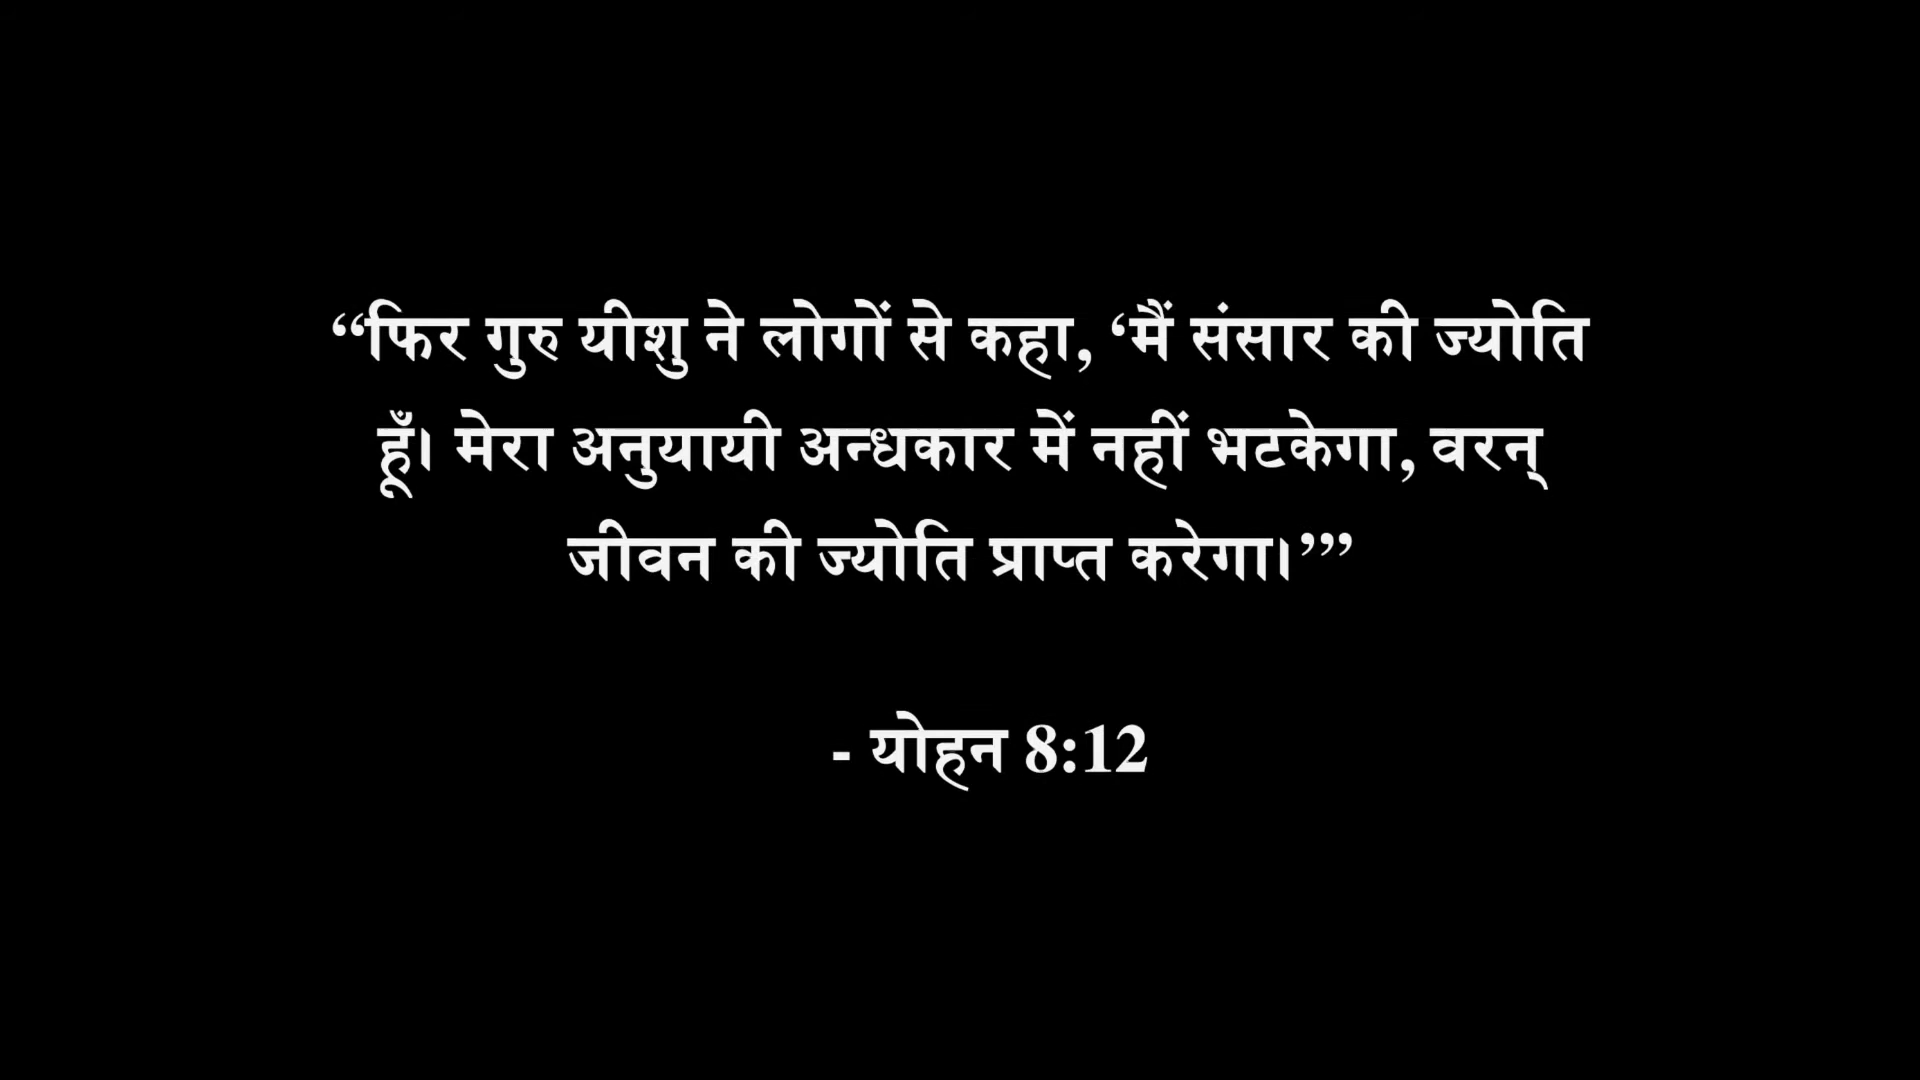 “फिर गुरु यीशु ने लोगों से कहा, ‘मैं संसार की ज्योति
हूँ। मेरा अनुयायी अन्धकार में नहीं भटकेगा, वरन्
जीवन की ज्योति प्राप्त करेगा।’”
- योहन 8:12